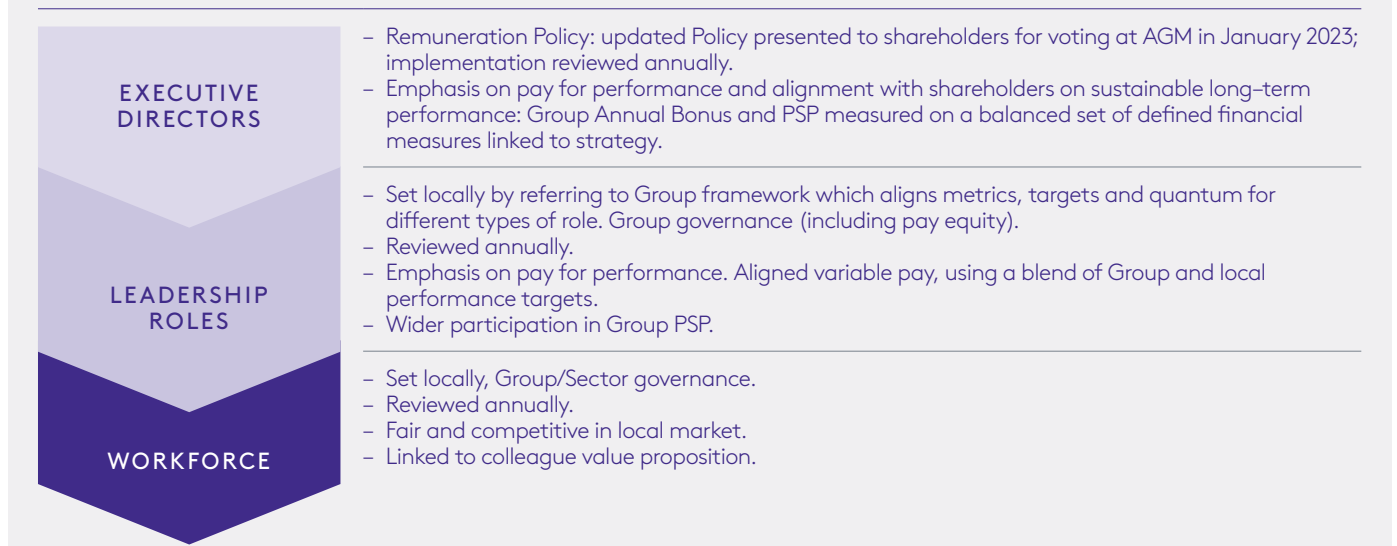 EXECUTIVE
DIRECTORS
– Remuneration Policy: updated Policy presented to shareholders for voting at AGM in January 2023;
implementation reviewed annually.
– Emphasis on pay for performance and alignment with shareholders on sustainable long–term
performance: Group Annual Bonus and PSP measured on a balanced set of defined financial
measures linked to strategy.
LEADERSHIP
ROLES
– Set locally by referring to Group framework which aligns metrics, targets and quantum for
different types of role. Group governance (including pay equity).
– Reviewed annually.
– Emphasis on pay for performance. Aligned variable pay, using a blend of Group and local
performance targets.
– Wider participation in Group PSP.
WORKFORCE
– Set locally, Group/Sector governance.
– Reviewed annually.
– Fair and competitive in local market.
– Linked to colleague value proposition.